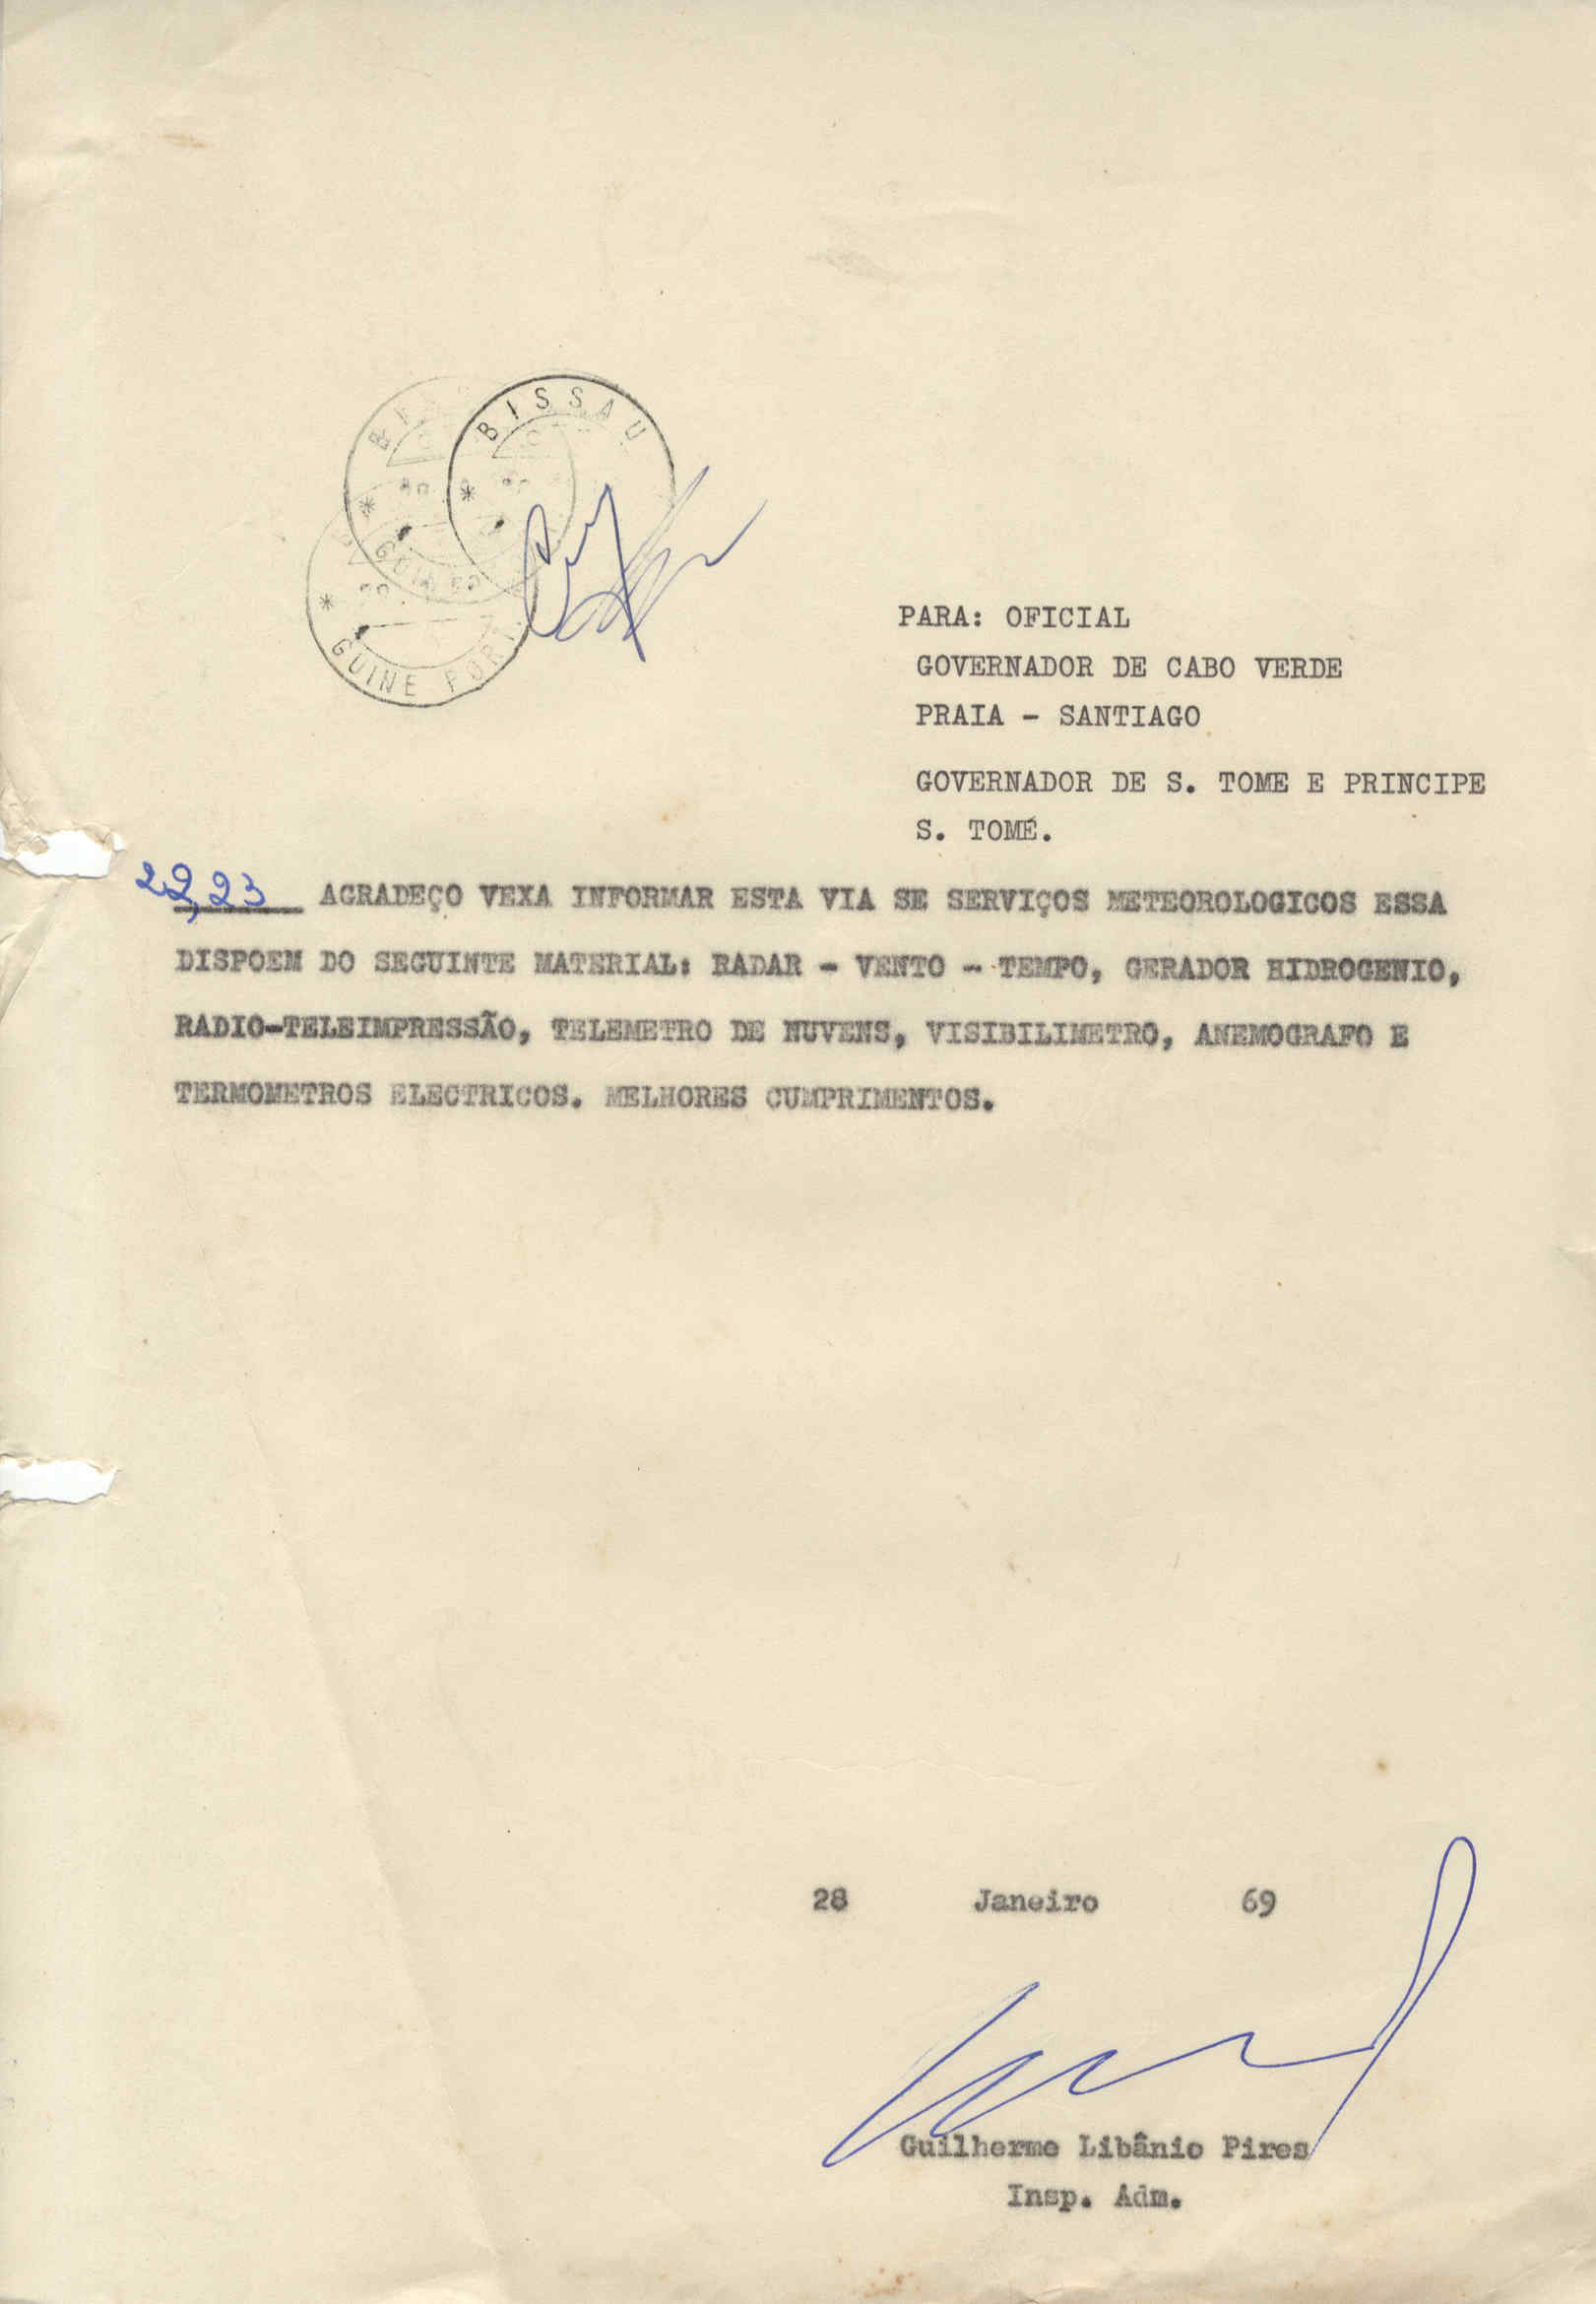 BISSAU
GUINE PORT.
PARA: OFICIAL
GOVERNADOR DE CABO VERDE
PRAIA - SANTIAGO
GOVERNADOR DE S. TOME E PRINCIPE
S. TOMÉ.
22,23 AGRADEÇO VEXA INFORMAR ESTA VIA SE SERVIÇOS METEOROLOGICOS ESSA
DISPOEM DO SEGUINTE MATERIAL: RADAR - VENTO - TEMPO, GERADOR HIDROGENIO,
RADIO-TELEIMPRESSÃO, TELEMETRO DE NUVENS, VISIBILIMETRO, ANEMOGRAFO E
TERMOMETROS ELECTRICOS. MELHORES CUMPRIMENTOS.
28 Janeiro 69
Guilherme Libânio Pires
Insp. Adm.